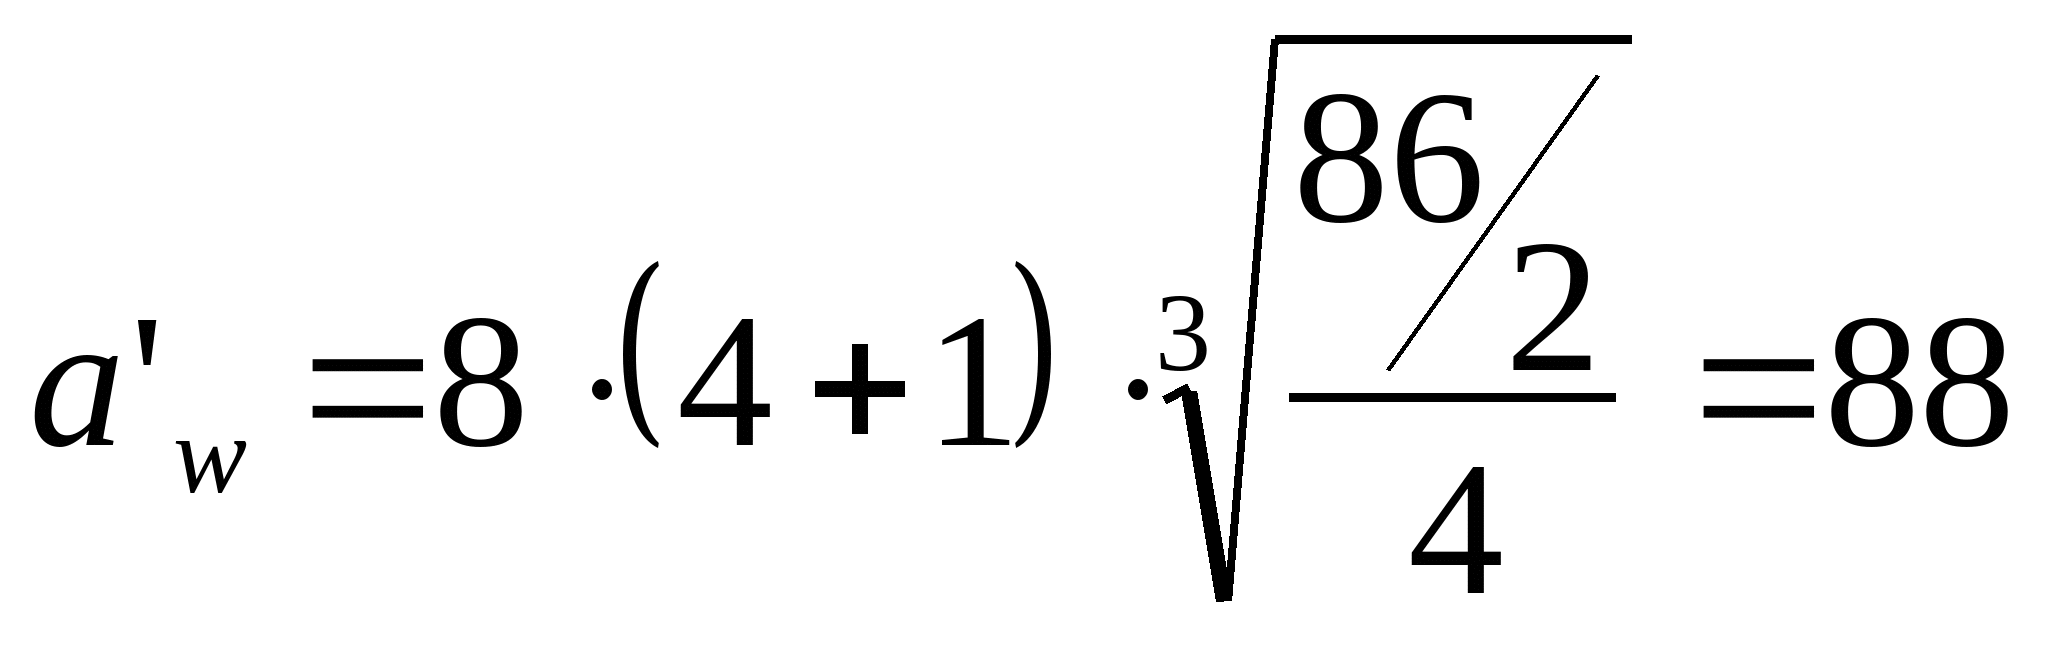 a'w = 8 · (4 + 1) · ∛((86/2)/4) = 88